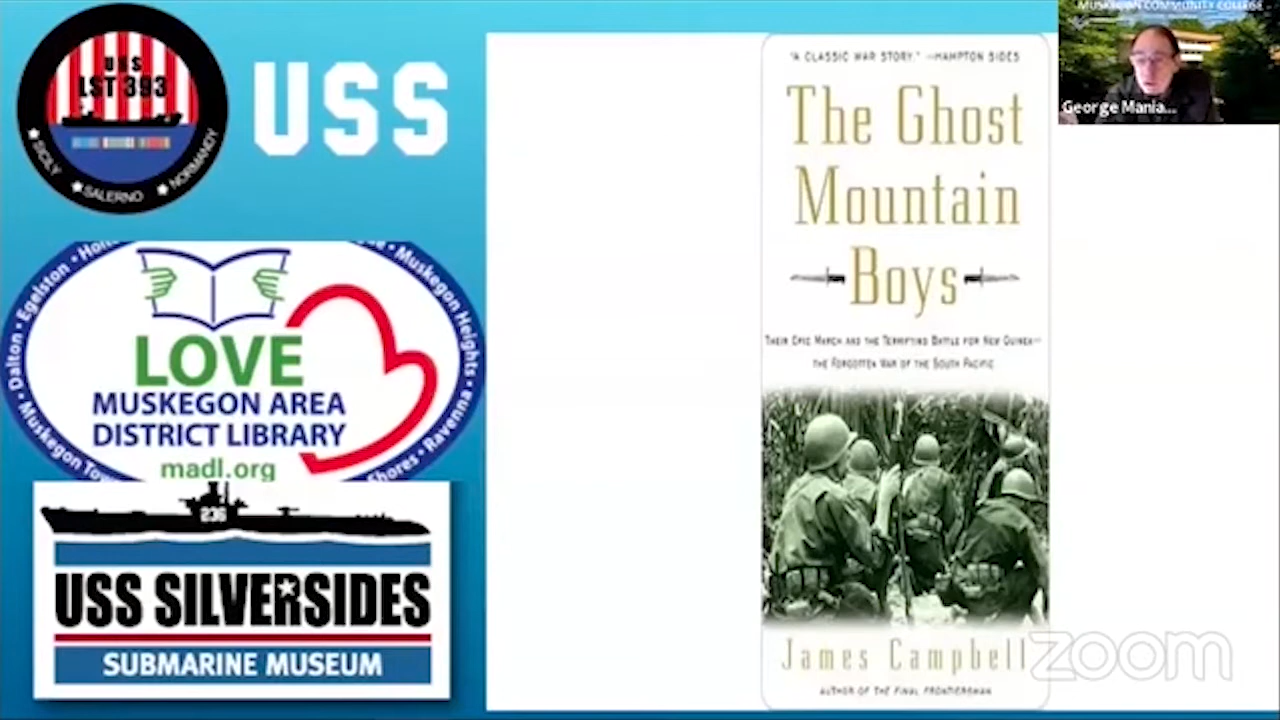 USS
LST 393
SICILY
SALERNO
NORMANDY
USS
Dalton • Egelston •
• Muskegon Heights •
LOVE
MUSKEGON AREA
DISTRICT LIBRARY
madl.org
Shores • Ravenna •
• Muskegon
236
USS SILVERSIDES
SUBMARINE MUSEUM
"A CLASSIC WAR STORY." —HAMPTON SIDES
The Ghost
Mountain
Boys
THEIR EPIC MARCH AND THE TERRIFYING BATTLE FOR NEW GUINEA—
THE FORGOTTEN WAR OF THE SOUTH PACIFIC
James Campbell
AUTHOR OF THE FINAL FRONTIERSMAN
MUSKEGON COMMUNITY COLLEGE
George Mania...
zoom